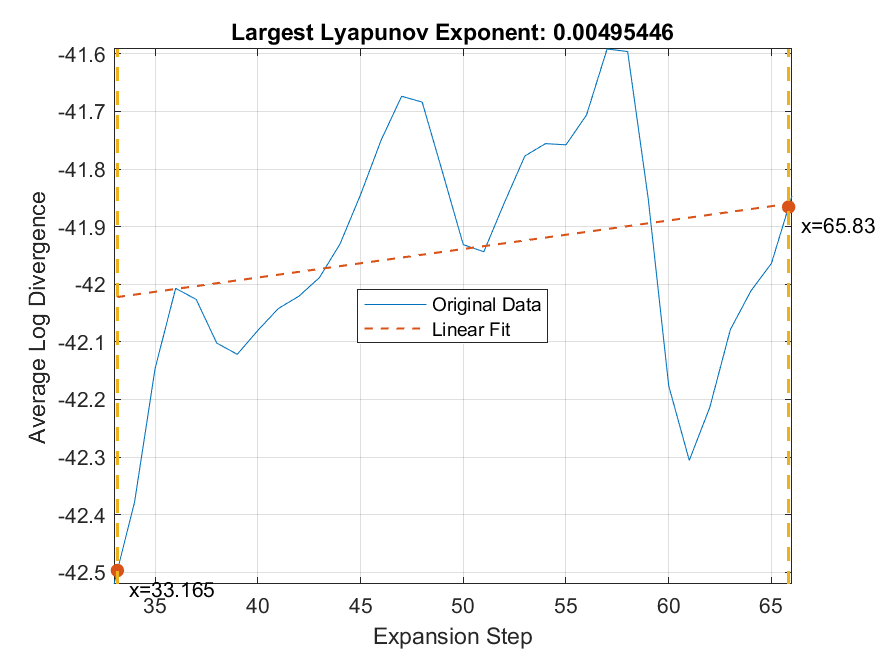 Largest Lyapunov Exponent: 0.00495446
Average Log Divergence
-41.6
-41.7
-41.8
-41.9
-42
-42.1
-42.2
-42.3
-42.4
-42.5
x=65.83
Original Data
Linear Fit
x=33.165
35 40 45 50 55 60 65
Expansion Step